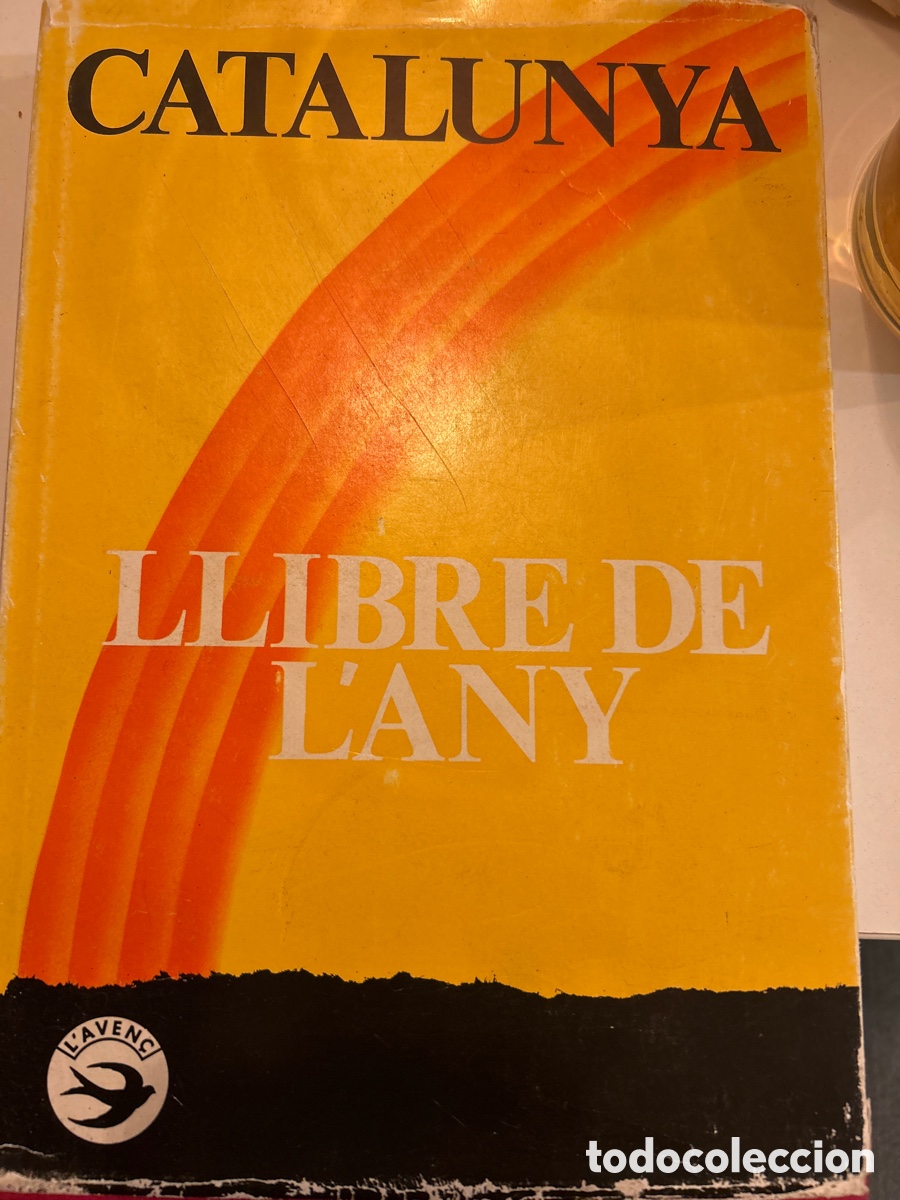 CATALUNYA
LLIBRE DE
L'ANY
L'AVENÇ
todocoleccion